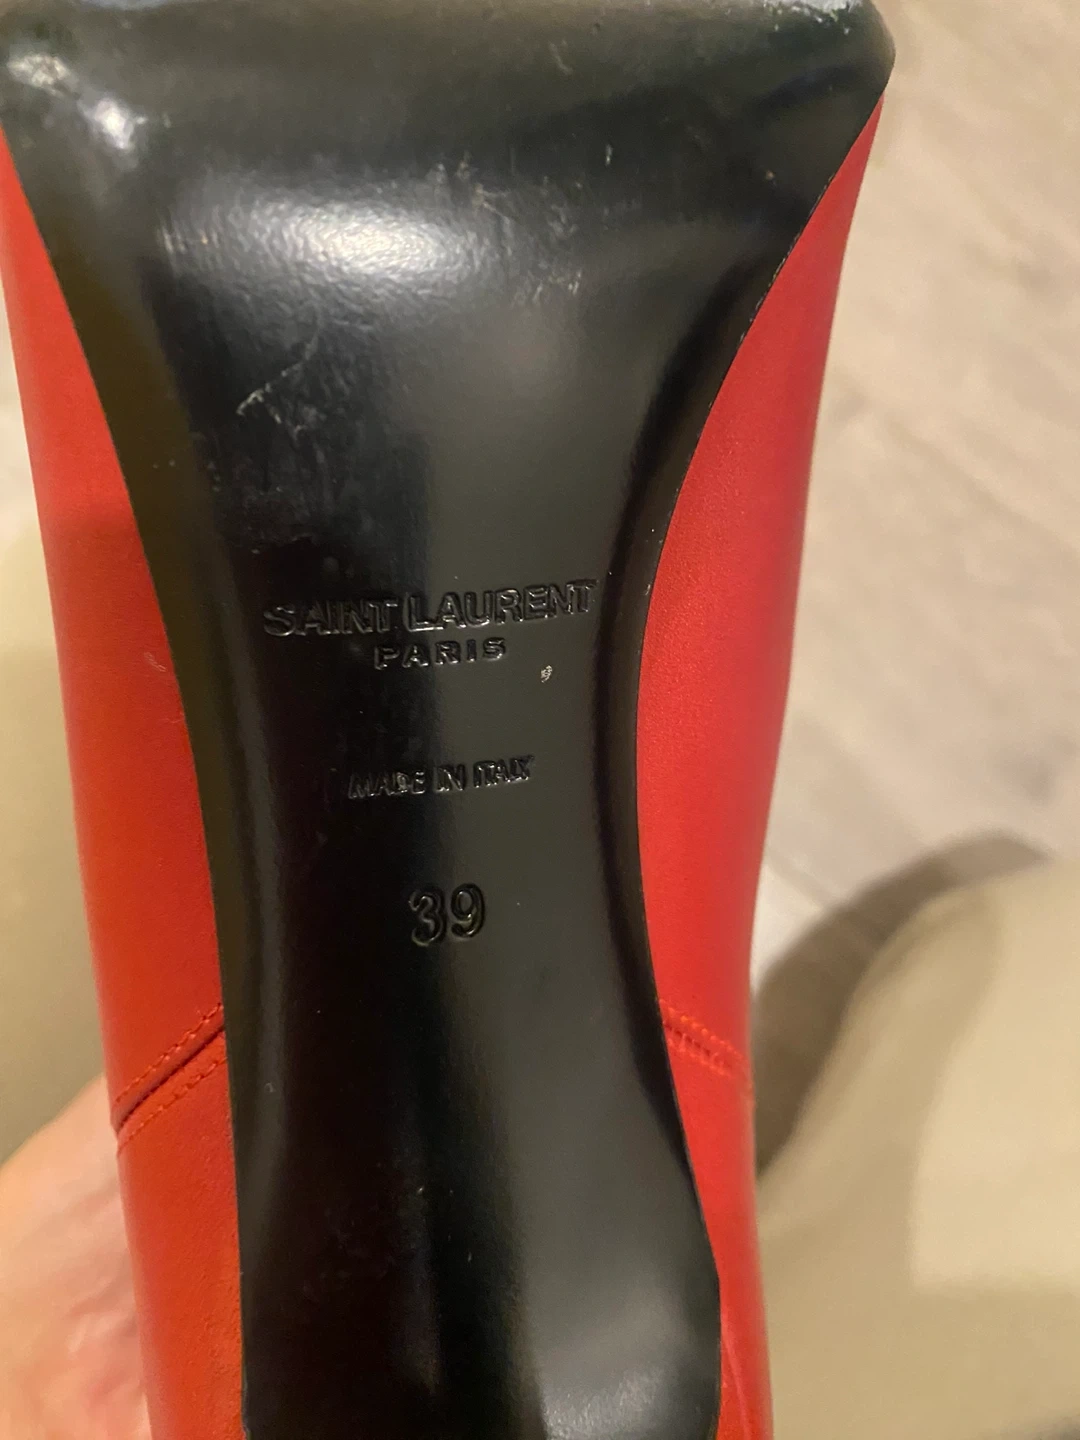 SAINT LAURENT
PARIS
MADE IN ITALY
39